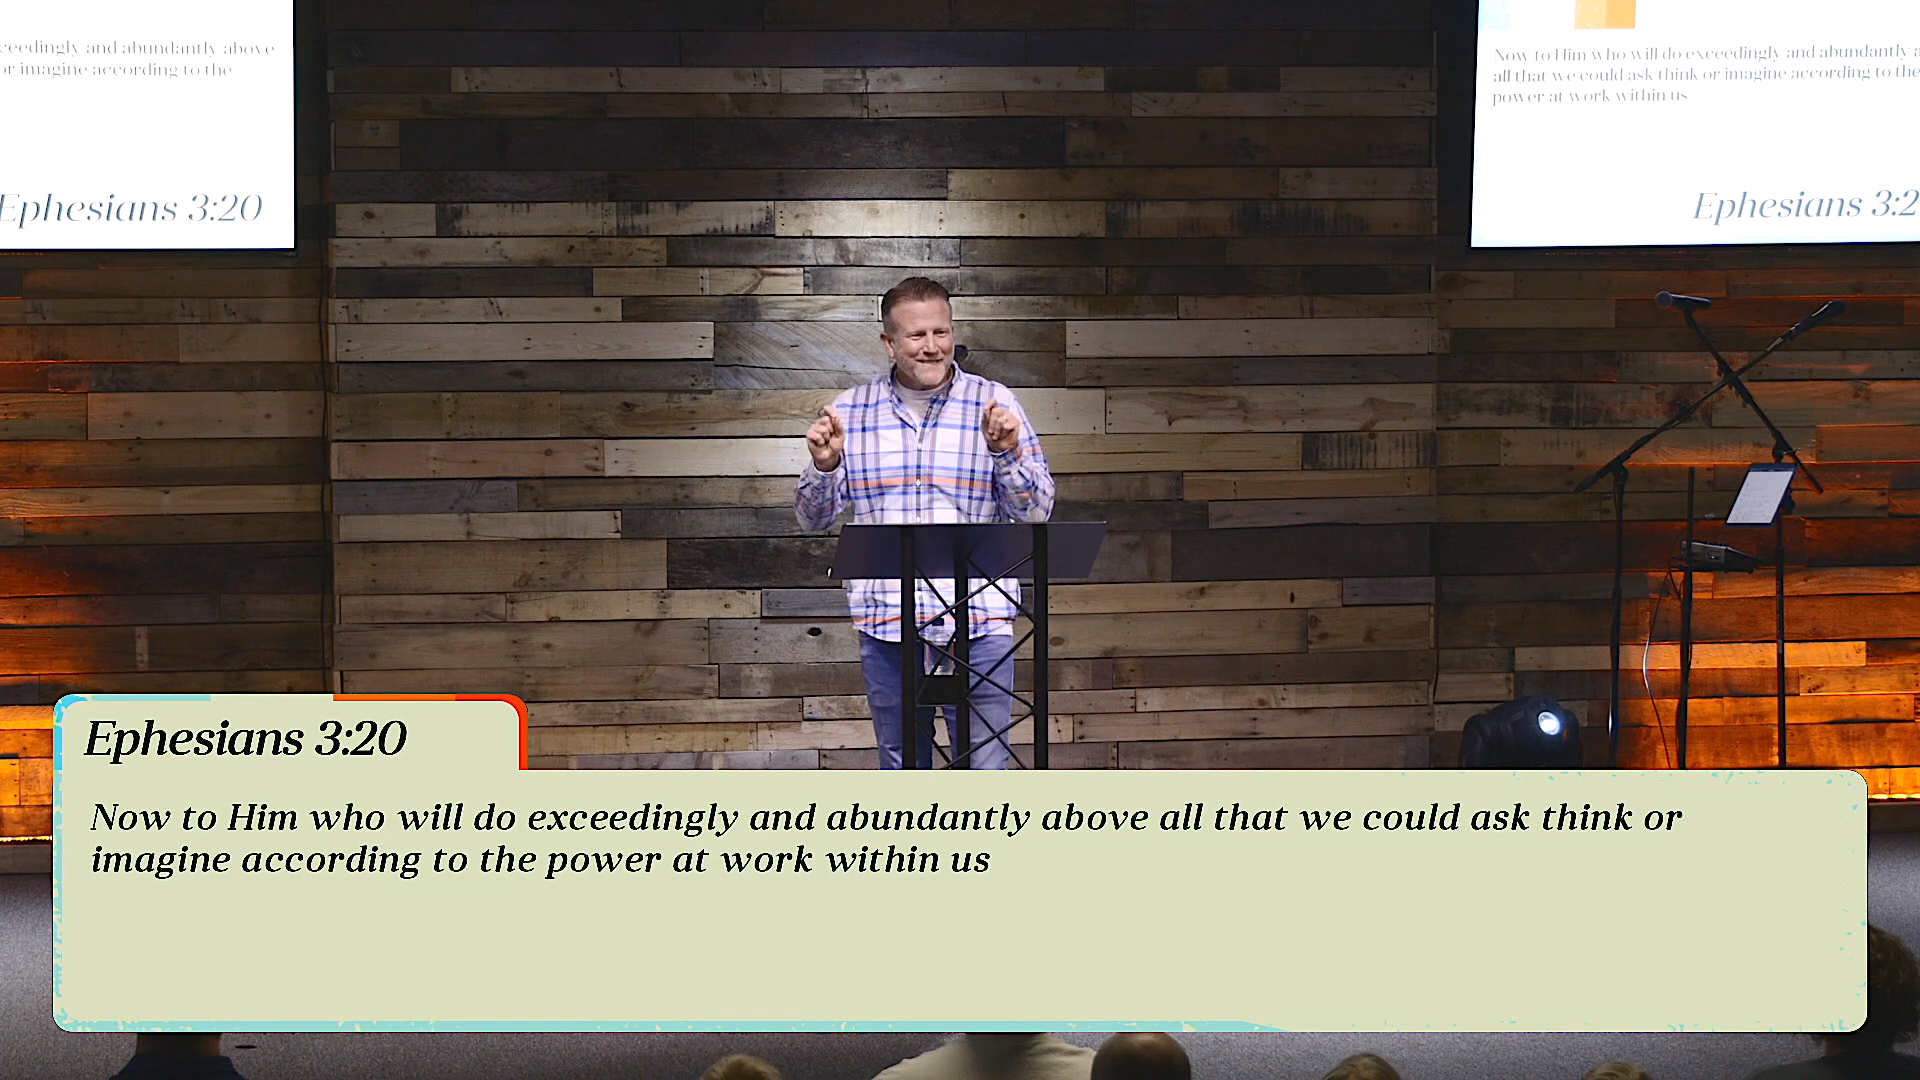 ceedingly and abundantly above
or imagine according to the
Ephesians 3:20
Now to Him who will do exceedingly and abundantly a
all that we could ask think or imagine according to the
power at work within us
Ephesians 3:2
Ephesians 3:20
Now to Him who will do exceedingly and abundantly above all that we could ask think or
imagine according to the power at work within us